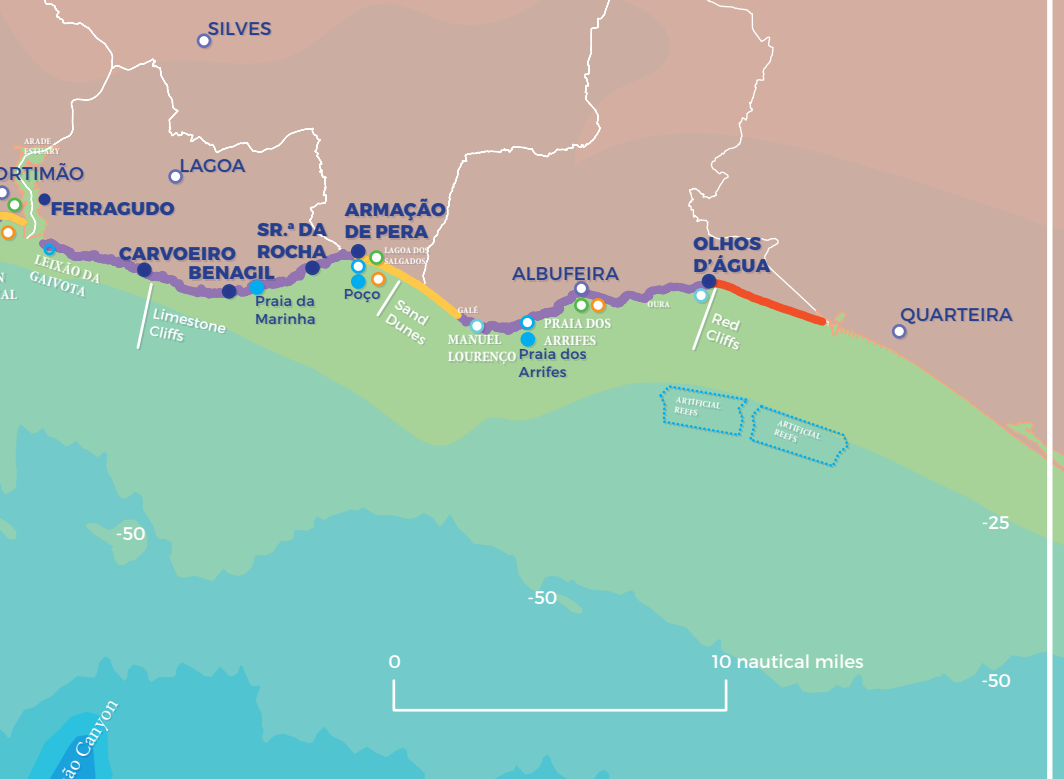 SILVES
ARADE
ESTUARY
ORTIMÃO
LAGOA
FERRAGUDO
ARMAÇÃO
DE PERA
SR.ª DA
ROCHA
CARVOEIRO
BENAGIL
LAGOA DOS
SALGADOS
OLHOS
D'ÁGUA
ALBUFEIRA
LEIXÃO DA
GAIVOTA
N
AL
Praia da
Marinha
Poço
Limestone
Cliffs
Sand
Dunes
GALÉ
MANUEL
LOURENÇO
PRAIA DOS
ARRIFES
Praia dos
Arrifes
OURA
Red
Cliffs
QUARTEIRA
ARTIFICIAL
REEFS
ARTIFICIAL
REEFS
-25
-50
-50
-50
0
10 nautical miles
ão Canyon